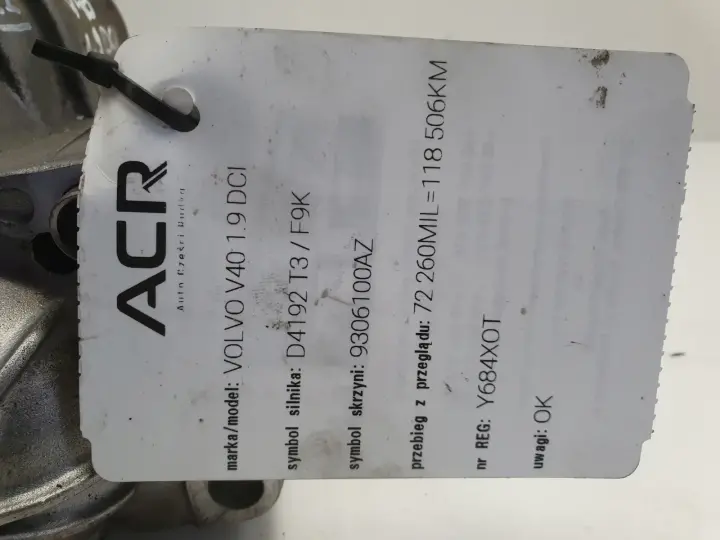 ACR
Auto Części Radom
marka/model: VOLVO V40 1.9 DCI
symbol silnika: D4192 T3 / F9K
symbol skrzyni: 9306100AZ
przebieg z przeglądu: 72 260MIL=118 506KM
nr REG: Y684XOT
uwagi: OK